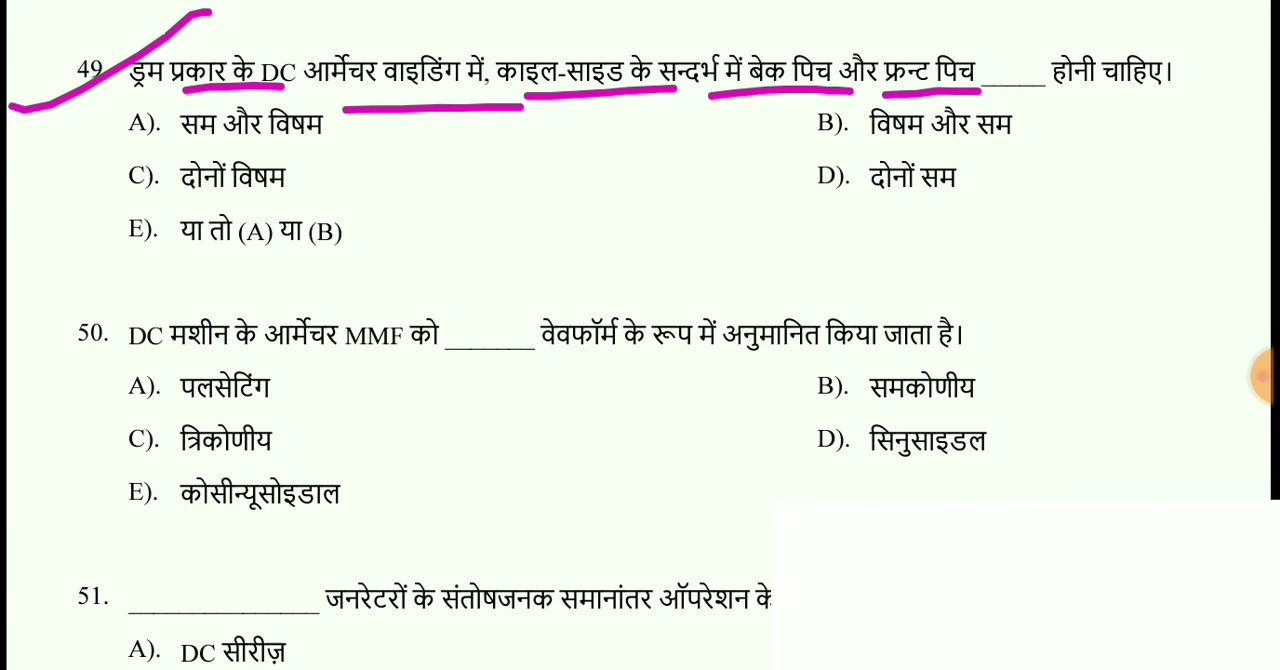 49. ड्रम प्रकार के DC आर्मेचर वाइडिंग में, काइल-साइड के सन्दर्भ में बेक पिच और फ्रन्ट पिच _____ होनी चाहिए।
A). सम और विषम B). विषम और सम
C). दोनों विषम D). दोनों सम
E). या तो (A) या (B)
50. DC मशीन के आर्मेचर MMF को _______ वेवफॉर्म के रूप में अनुमानित किया जाता है।
A). पलसेटिंग B). समकोणीय
C). त्रिकोणीय D). सिनुसाइडल
E). कोसीन्यूसोइडाल
51. _______________ जनरेटरों के संतोषजनक समानांतर ऑपरेशन के
A). DC सीरीज़